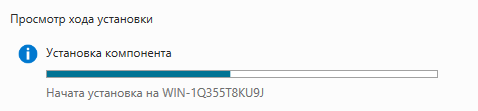 Просмотр хода установки
Установка компонента
Начата установка на WIN-1Q355T8KU9J